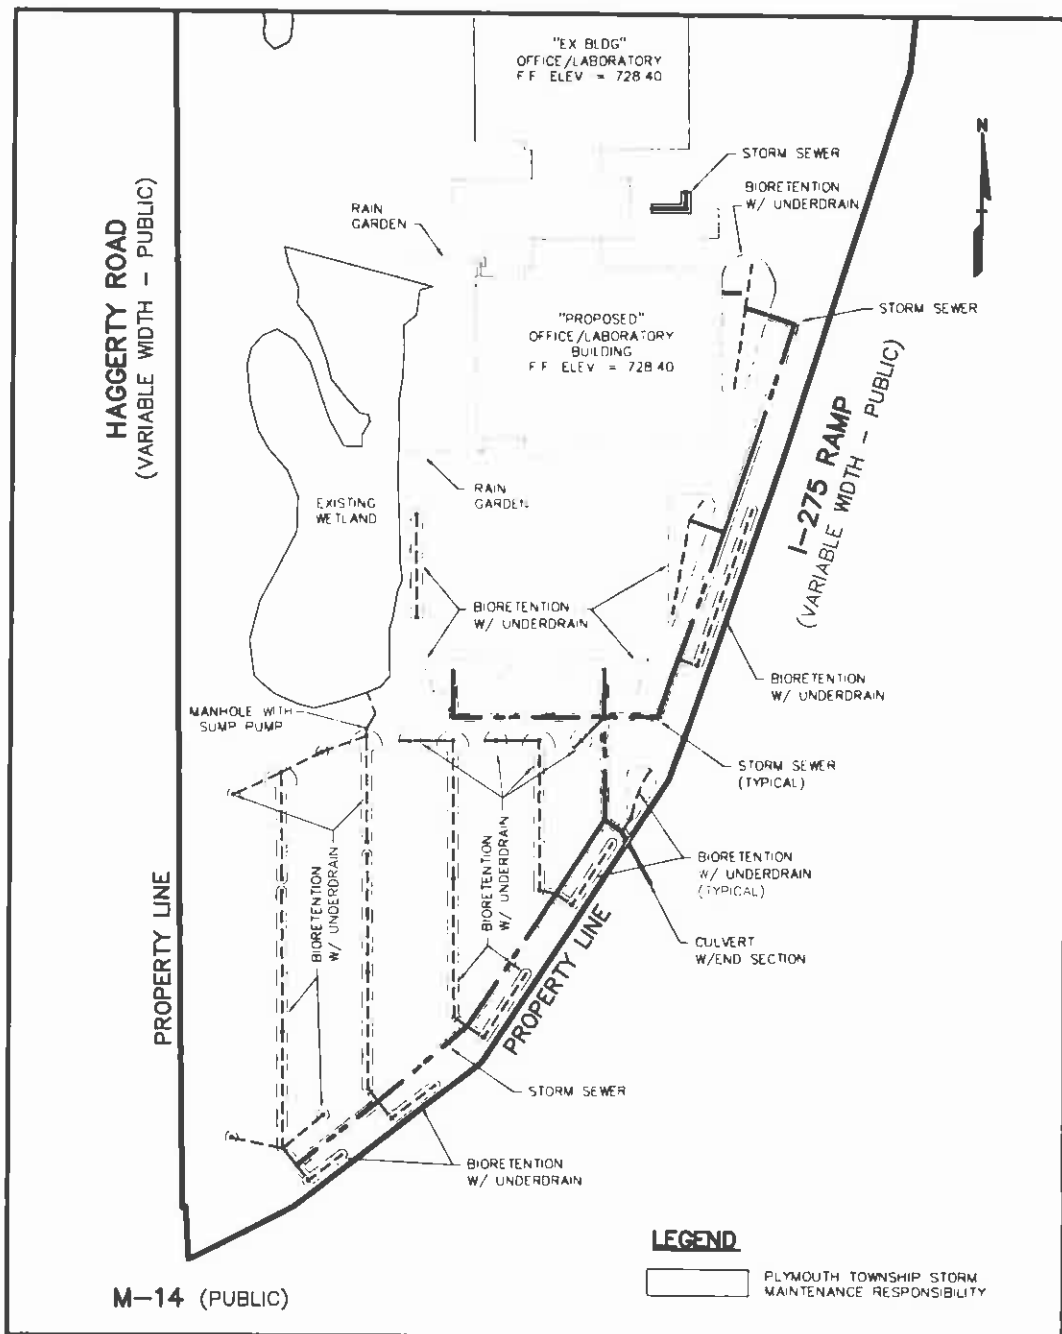 "EX BLDG"
OFFICE/LABORATORY
F F ELEV = 728 40
N
STORM SEWER
BIORETENTION
W/ UNDERDRAIN
RAIN
GARDEN
HAGGERTY ROAD
(VARIABLE WIDTH - PUBLIC)
STORM SEWER
"PROPOSED"
OFFICE/LABORATORY
BUILDING
F F ELEV = 728 40
I-275 RAMP
(VARIABLE WIDTH - PUBLIC)
RAIN
GARDEN
EXISTING
WETLAND
BIORETENTION
W/ UNDERDRAIN
BIORETENTION
W/ UNDERDRAIN
MANHOLE WITH
SUMP PUMP
STORM SEWER
(TYPICAL)
BIORETENTION
W/ UNDERDRAIN
(TYPICAL)
BIORETENTION
W/ UNDERDRAIN
BIORETENTION
W/ UNDERDRAIN
CULVERT
W/END SECTION
PROPERTY LINE
PROPERTY LINE
STORM SEWER
BIORETENTION
W/ UNDERDRAIN
LEGEND
PLYMOUTH TOWNSHIP STORM
MAINTENANCE RESPONSIBILITY
M-14 (PUBLIC)